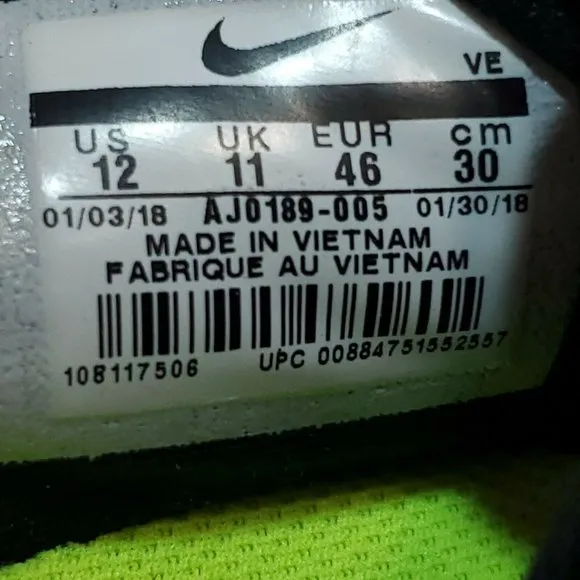 VE
US UK EUR cm
12 11 46 30
01/03/18 AJ0189-005 01/30/18
MADE IN VIETNAM
FABRIQUE AU VIETNAM
108117506 UPC 00884751552557